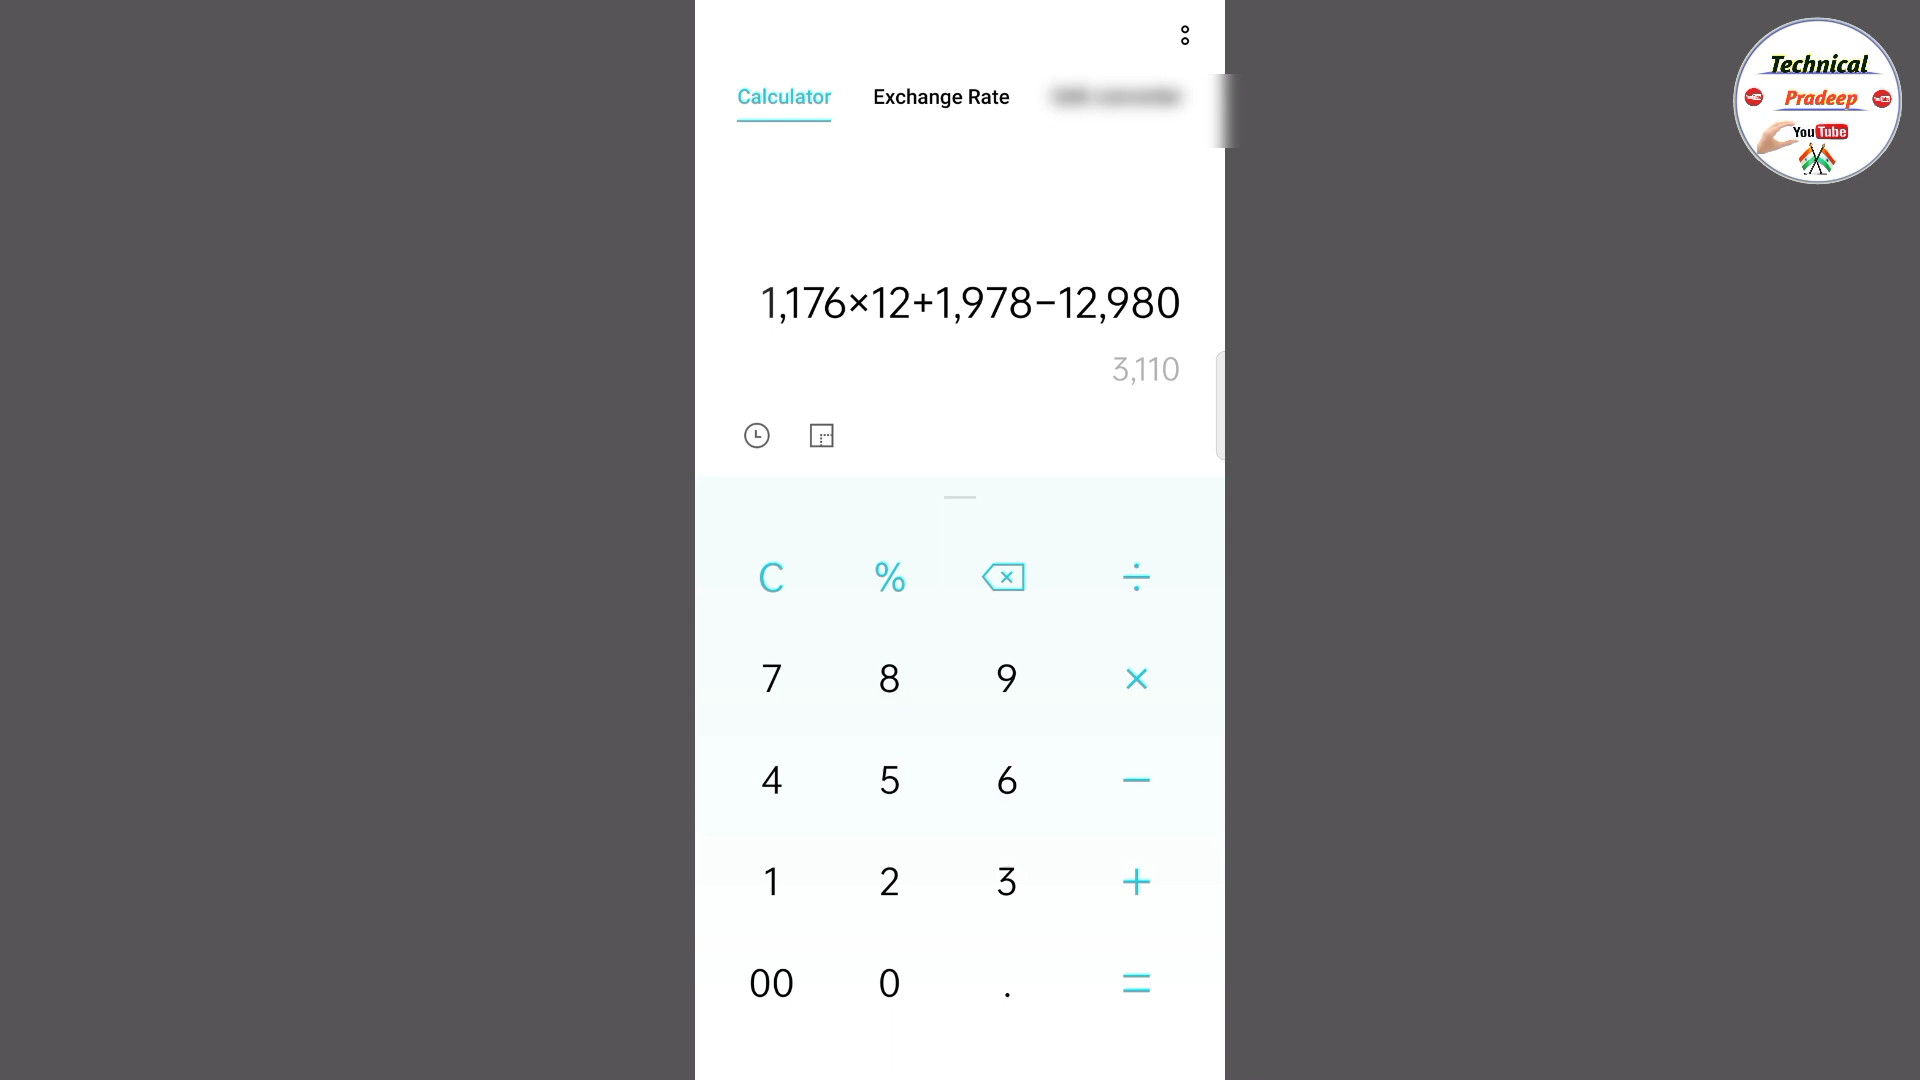 Technical
Pradeep
YouTube
Calculator Exchange Rate
1,176×12+1,978−12,980
3,110
C % ÷
7 8 9 ×
4 5 6 −
1 2 3 +
00 0 . =